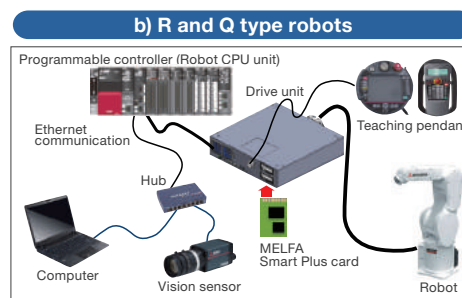 b) R and Q type robots
Programmable controller (Robot CPU unit)
Drive unit
Teaching pendan
Ethernet
communication
Hub
MELFA
Smart Plus card
Computer
Vision sensor
Robot